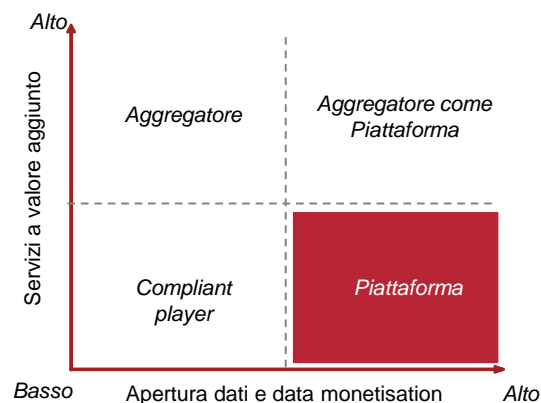 Alto
Servizi a valore aggiunto
Aggregatore
Aggregatore come
Piattaforma
Compliant
player
Piattaforma
Basso
Apertura dati e data monetisation
Alto